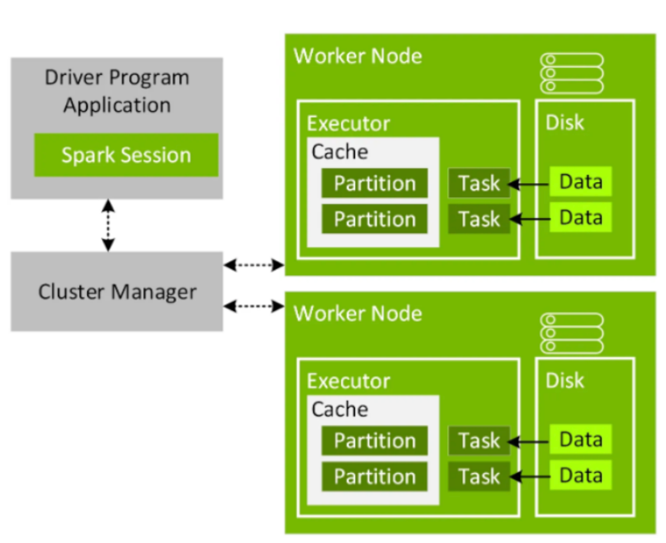 Driver Program
Application
Spark Session
Cluster Manager
Worker Node
Executor
Disk
Cache
Partition Task Data
Partition Task Data
Worker Node
Executor
Disk
Cache
Partition Task Data
Partition Task Data